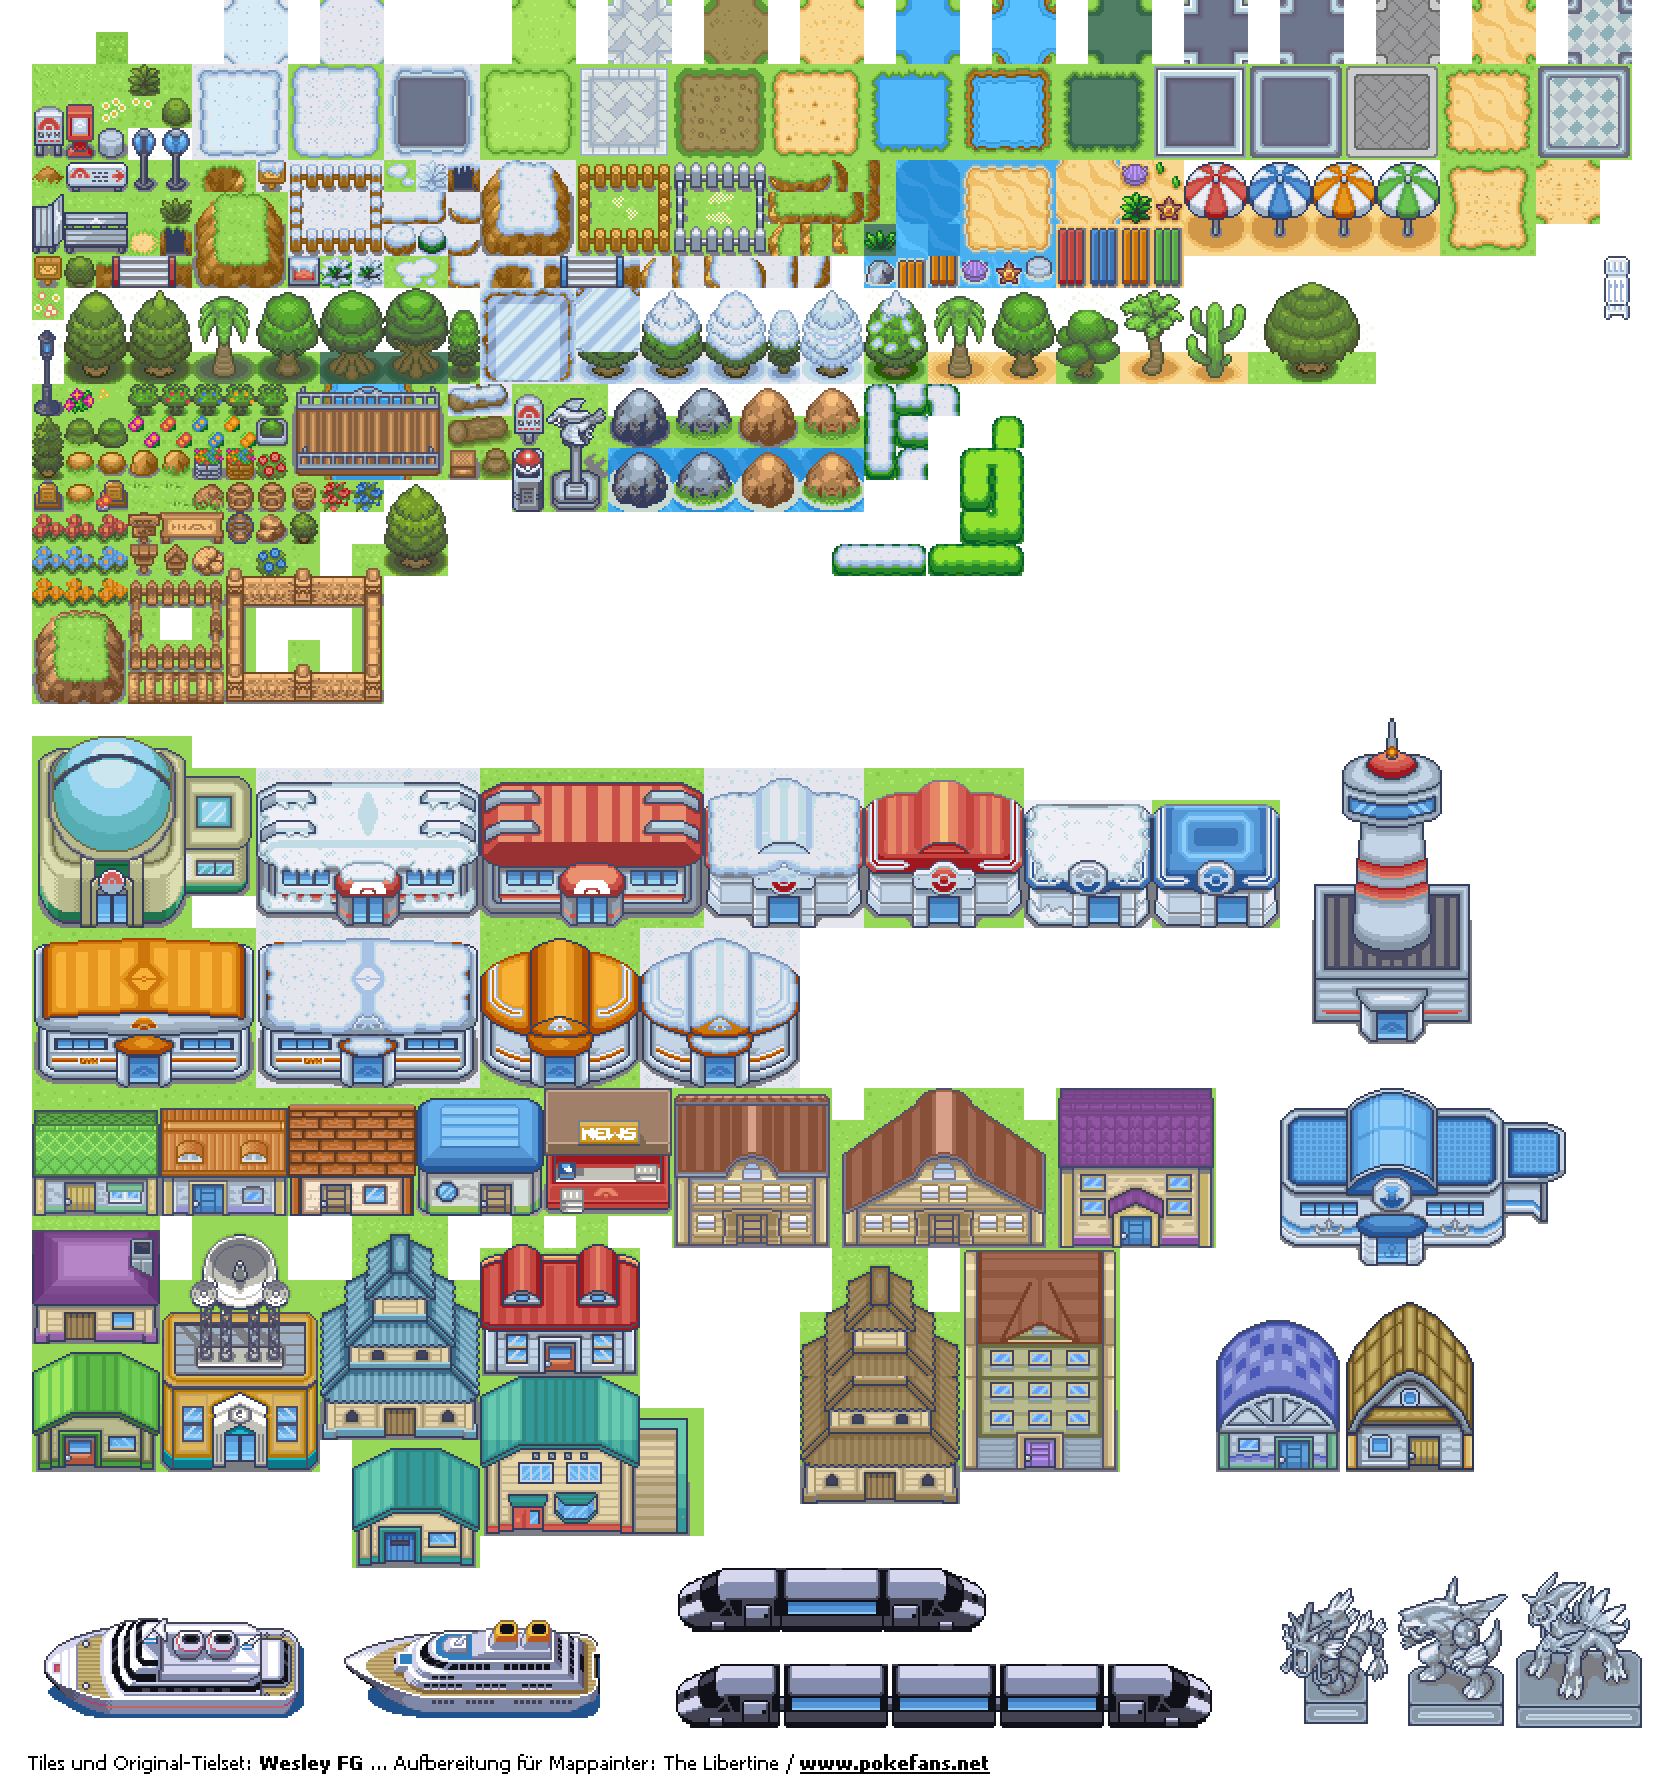 GYM
GYM
NEWS
Tiles und Original-Tielset: Wesley FG ... Aufbereitung für Mappainter: The Libertine / www.pokefans.net